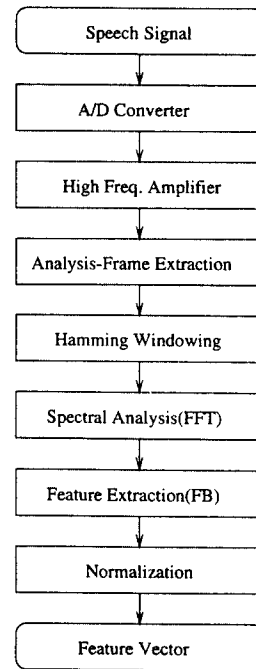 Speech Signal
A/D Converter
High Freq. Amplifier
Analysis-Frame Extraction
Hamming Windowing
Spectral Analysis(FFT)
Feature Extraction(FB)
Normalization
Feature Vector